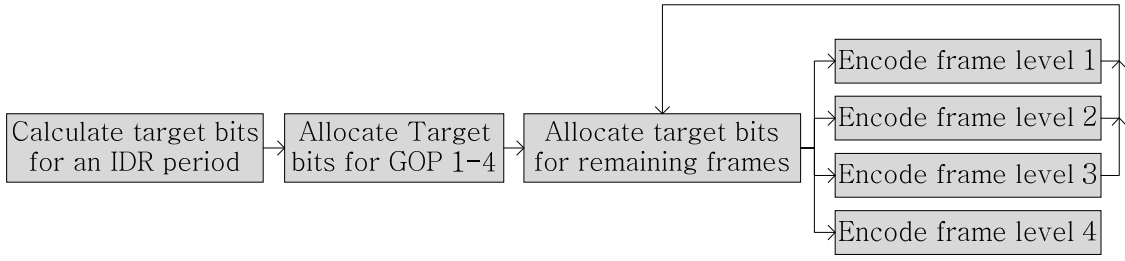 Calculate target bits
for an IDR period
Allocate Target
bits for GOP 1-4
Allocate target bits
for remaining frames
Encode frame level 1
Encode frame level 2
Encode frame level 3
Encode frame level 4